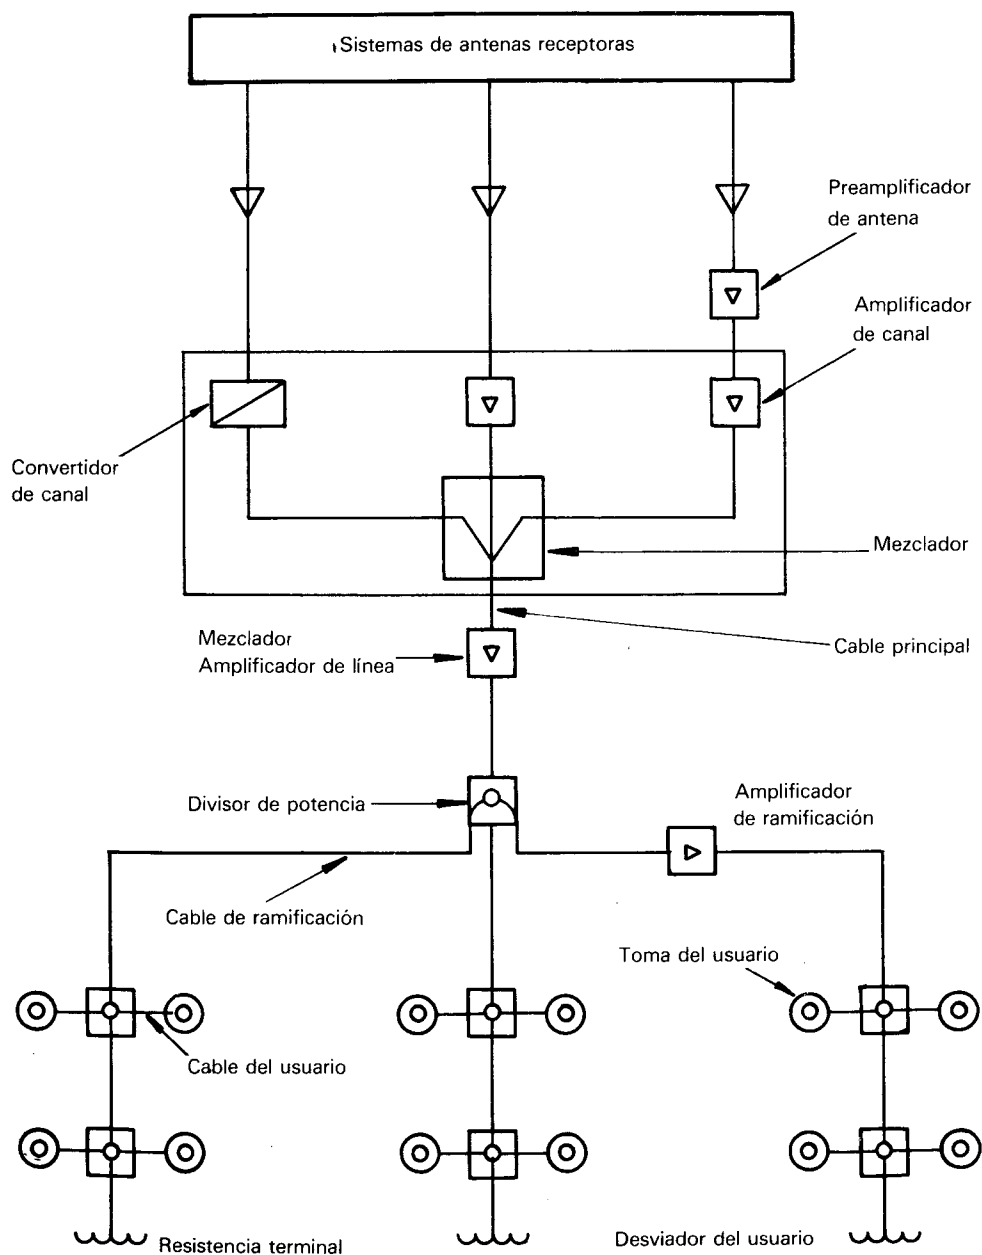 Sistemas de antenas receptoras
Preamplificador
de antena
Amplificador
de canal
Convertidor
de canal
Mezclador
Mezclador
Amplificador de línea
Cable principal
Divisor de potencia
Amplificador
de ramificación
Cable de ramificación
Toma del usuario
Cable del usuario
Resistencia terminal
Desviador del usuario